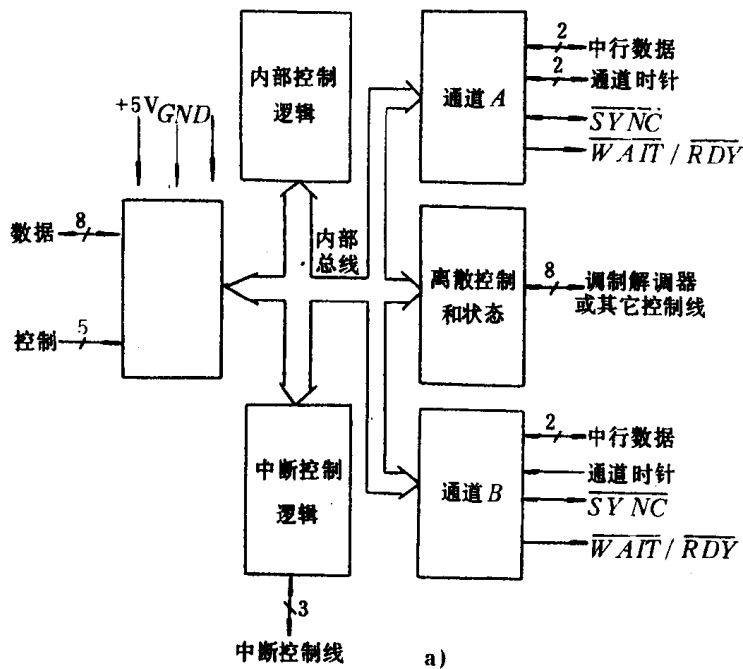 内部控制
逻辑
+5V GND
数据
8
控制
5
内部
总线
通道A
2
中行数据
2
通道时针
SYNC
WAIT / RDY
离散控制
和状态
8
调制解调器
或其它控制线
中断控制
逻辑
3
中断控制线
通道B
2
中行数据
通道时针
SYNC
WAIT / RDY
a)